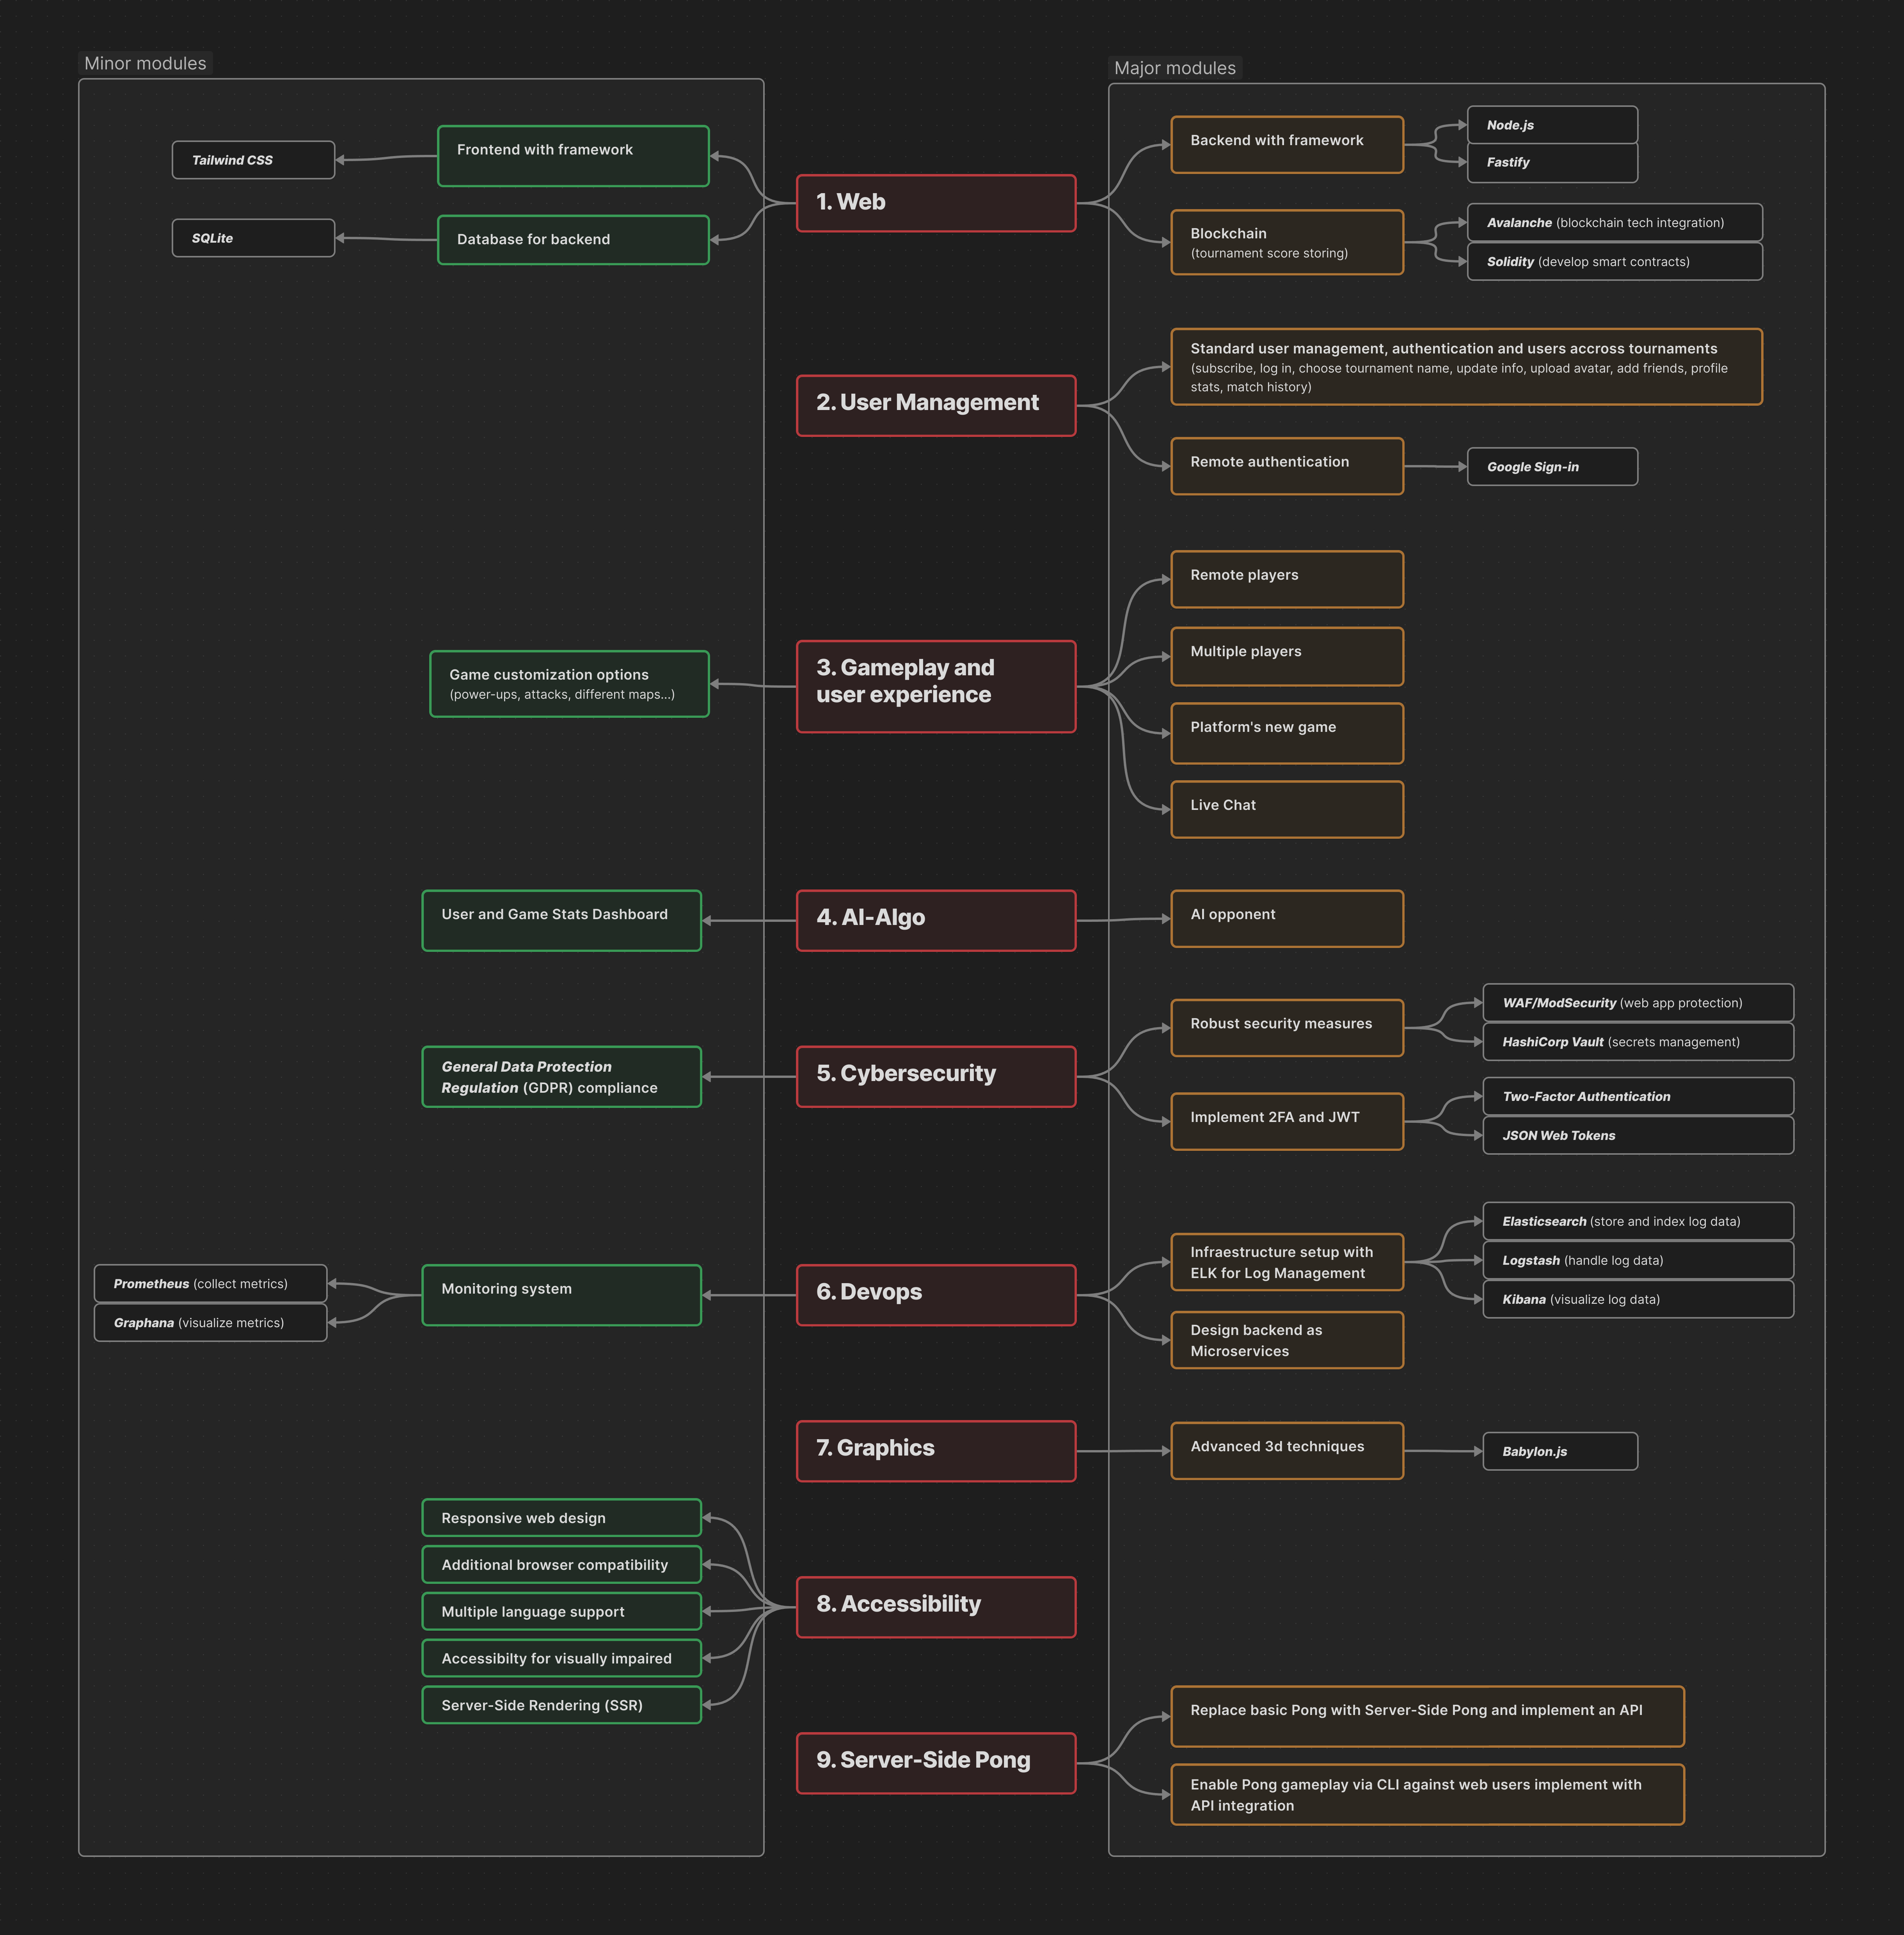 Minor modules
Major modules
1. Web
Frontend with framework
Tailwind CSS
Database for backend
SQLite
Backend with framework
Node.js
Fastify
Blockchain
(tournament score storing)
Avalanche (blockchain tech integration)
Solidity (develop smart contracts)
2. User Management
Standard user management, authentication and users accross tournaments
(subscribe, log in, choose tournament name, update info, upload avatar, add friends, profile
stats, match history)
Remote authentication
Google Sign-in
3. Gameplay and
user experience
Game customization options
(power-ups, attacks, different maps...)
Remote players
Multiple players
Platform's new game
Live Chat
4. AI-Algo
User and Game Stats Dashboard
AI opponent
5. Cybersecurity
General Data Protection
Regulation (GDPR) compliance
Robust security measures
WAF/ModSecurity (web app protection)
HashiCorp Vault (secrets management)
Implement 2FA and JWT
Two-Factor Authentication
JSON Web Tokens
6. Devops
Monitoring system
Prometheus (collect metrics)
Graphana (visualize metrics)
Infraestructure setup with
ELK for Log Management
Elasticsearch (store and index log data)
Logstash (handle log data)
Kibana (visualize log data)
Design backend as
Microservices
7. Graphics
Advanced 3d techniques
Babylon.js
8. Accessibility
Responsive web design
Additional browser compatibility
Multiple language support
Accessibilty for visually impaired
Server-Side Rendering (SSR)
9. Server-Side Pong
Replace basic Pong with Server-Side Pong and implement an API
Enable Pong gameplay via CLI against web users implement with
API integration